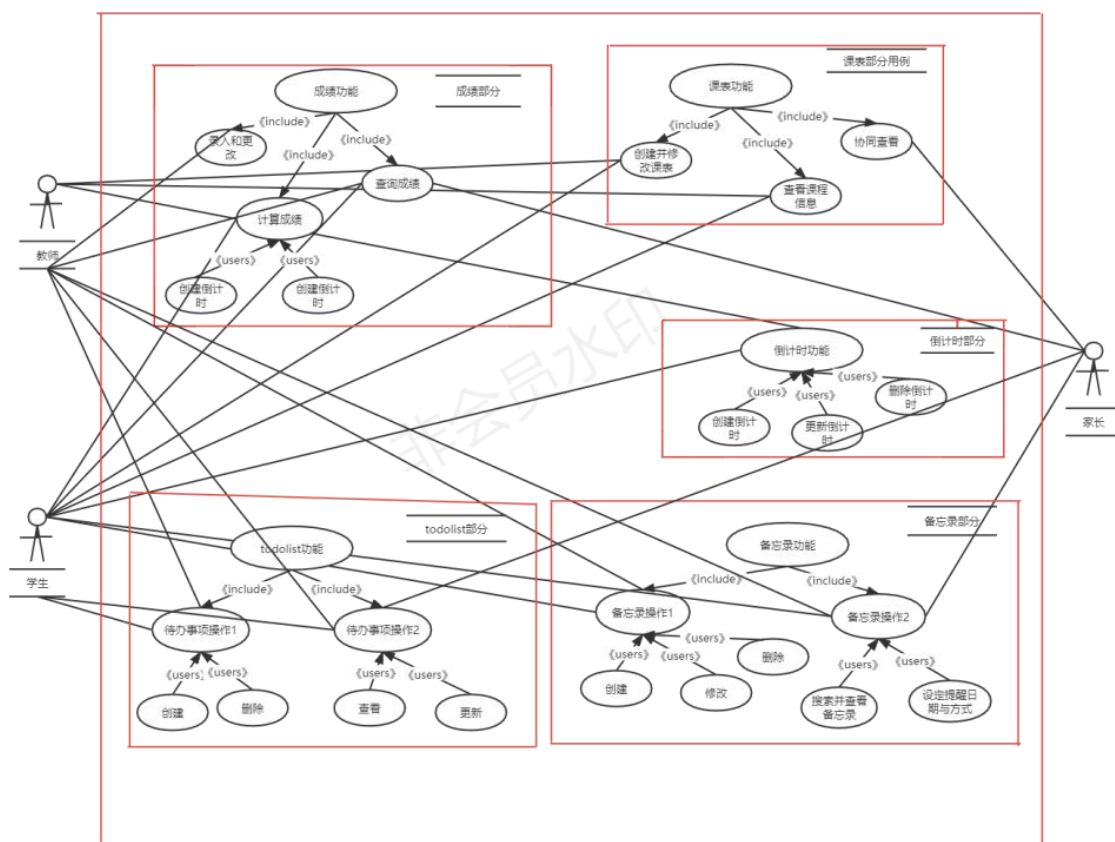 课表部分用例
成绩功能
成绩部分
课表功能
《include》
《include》
《include》
《include》
《include》
《include》
录入和更
改
查询成绩
创建并修
改课表
协同查看
查看课程
信息
计算成绩
《users》
《users》
创建倒计
时
创建倒计
时
教师
倒计时功能
倒计时部分
《users》
《users》
《users》
创建倒计
时
更新倒计
时
删除倒计
时
家长
非会员水印
todolist功能
todolist部分
《include》
《include》
待办事项操作1
待办事项操作2
《users》
《users》
《users》
《users》
创建
删除
查看
更新
学生
备忘录功能
备忘录部分
《include》
《include》
备忘录操作1
备忘录操作2
《users》
《users》
《users》
《users》
《users》
创建
修改
删除
搜索并查看
备忘录
设定提醒日
期与方式